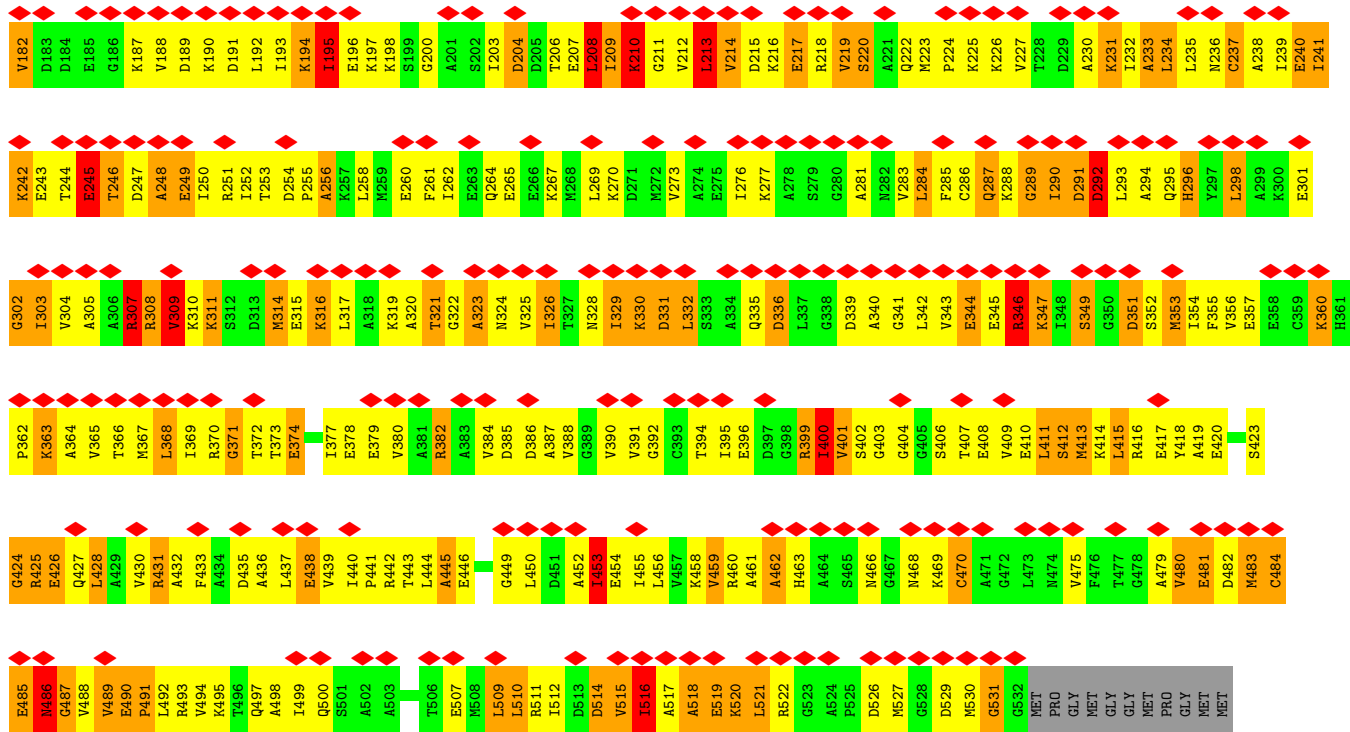 V182 D183 D184 E185 G186 K187 V188 D189 K190 D191 L192 I193 K194 I195 E196 K197 K198 S199 G200 A201 S202 I203 D204 D205 T206 E207 L208 I209 K210 G211 V212 L213 V214 D215 K216 E217 R218 V219 S220 A221 Q222 M223 P224 K225 K226 V227 T228 D229 A230 K231 I232 A233 L234 L235 N236 C237 A238 I239 E240 I241
K242 E243 T244 E245 T246 D247 A248 E249 I250 R251 I252 T253 D254 P255 A256 K257 L258 M259 E260 F261 I262 E263 Q264 E265 E266 K267 M268 L269 K270 D271 M272 V273 A274 E275 I276 K277 A278 S279 G280 A281 N282 V283 L284 F285 C286 Q287 K288 G289 I290 D291 D292 L293 A294 Q295 H296 Y297 L298 A299 K300 E301
G302 I303 V304 A305 A306 R307 R308 V309 K310 K311 S312 D313 M314 E315 K316 L317 A318 K319 A320 T321 G322 A323 N324 V325 I326 T327 N328 I329 K330 D331 L332 S333 A334 Q335 D336 L337 G338 D339 A340 G341 L342 V343 E344 E345 R346 K347 I348 S349 G350 D351 S352 M353 I354 F355 V356 E357 E358 C359 K360 H361
P362 K363 A364 V365 T366 M367 L368 I369 R370 G371 T372 T373 E374 I377 E378 E379 V380 A381 R382 A383 V384 D385 D386 A387 V388 G389 V390 V391 G392 C393 T394 I395 E396 D397 G398 R399 I400 V401 S402 G403 G404 G405 S406 T407 E408 V409 E410 L411 S412 M413 K414 L415 R416 E417 Y418 A419 E420 S423
G424 R425 E426 Q427 L428 A429 V430 R431 A432 F433 A434 D435 A436 L437 E438 V439 I440 P441 R442 T443 L444 A445 E446 G449 L450 D451 A452 I453 E454 I455 L456 V457 K458 V459 R460 A461 A462 H463 A464 S465 N466 G467 N468 K469 C470 A471 G472 L473 N474 V475 F476 T477 G478 A479 V480 E481 D482 M483 C484
E485 N486 G487 V488 V489 E490 P491 L492 R493 V494 K495 T496 Q497 A498 I499 Q500 S501 A502 A503 T506 E507 M508 L509 L510 R511 I512 D513 D514 V515 I516 A517 A518 E519 K520 L521 R522 G523 A524 P525 D526 M527 G528 D529 M530 G531 G532 MET PRO GLY MET GLY GLY MET PRO GLY MET MET